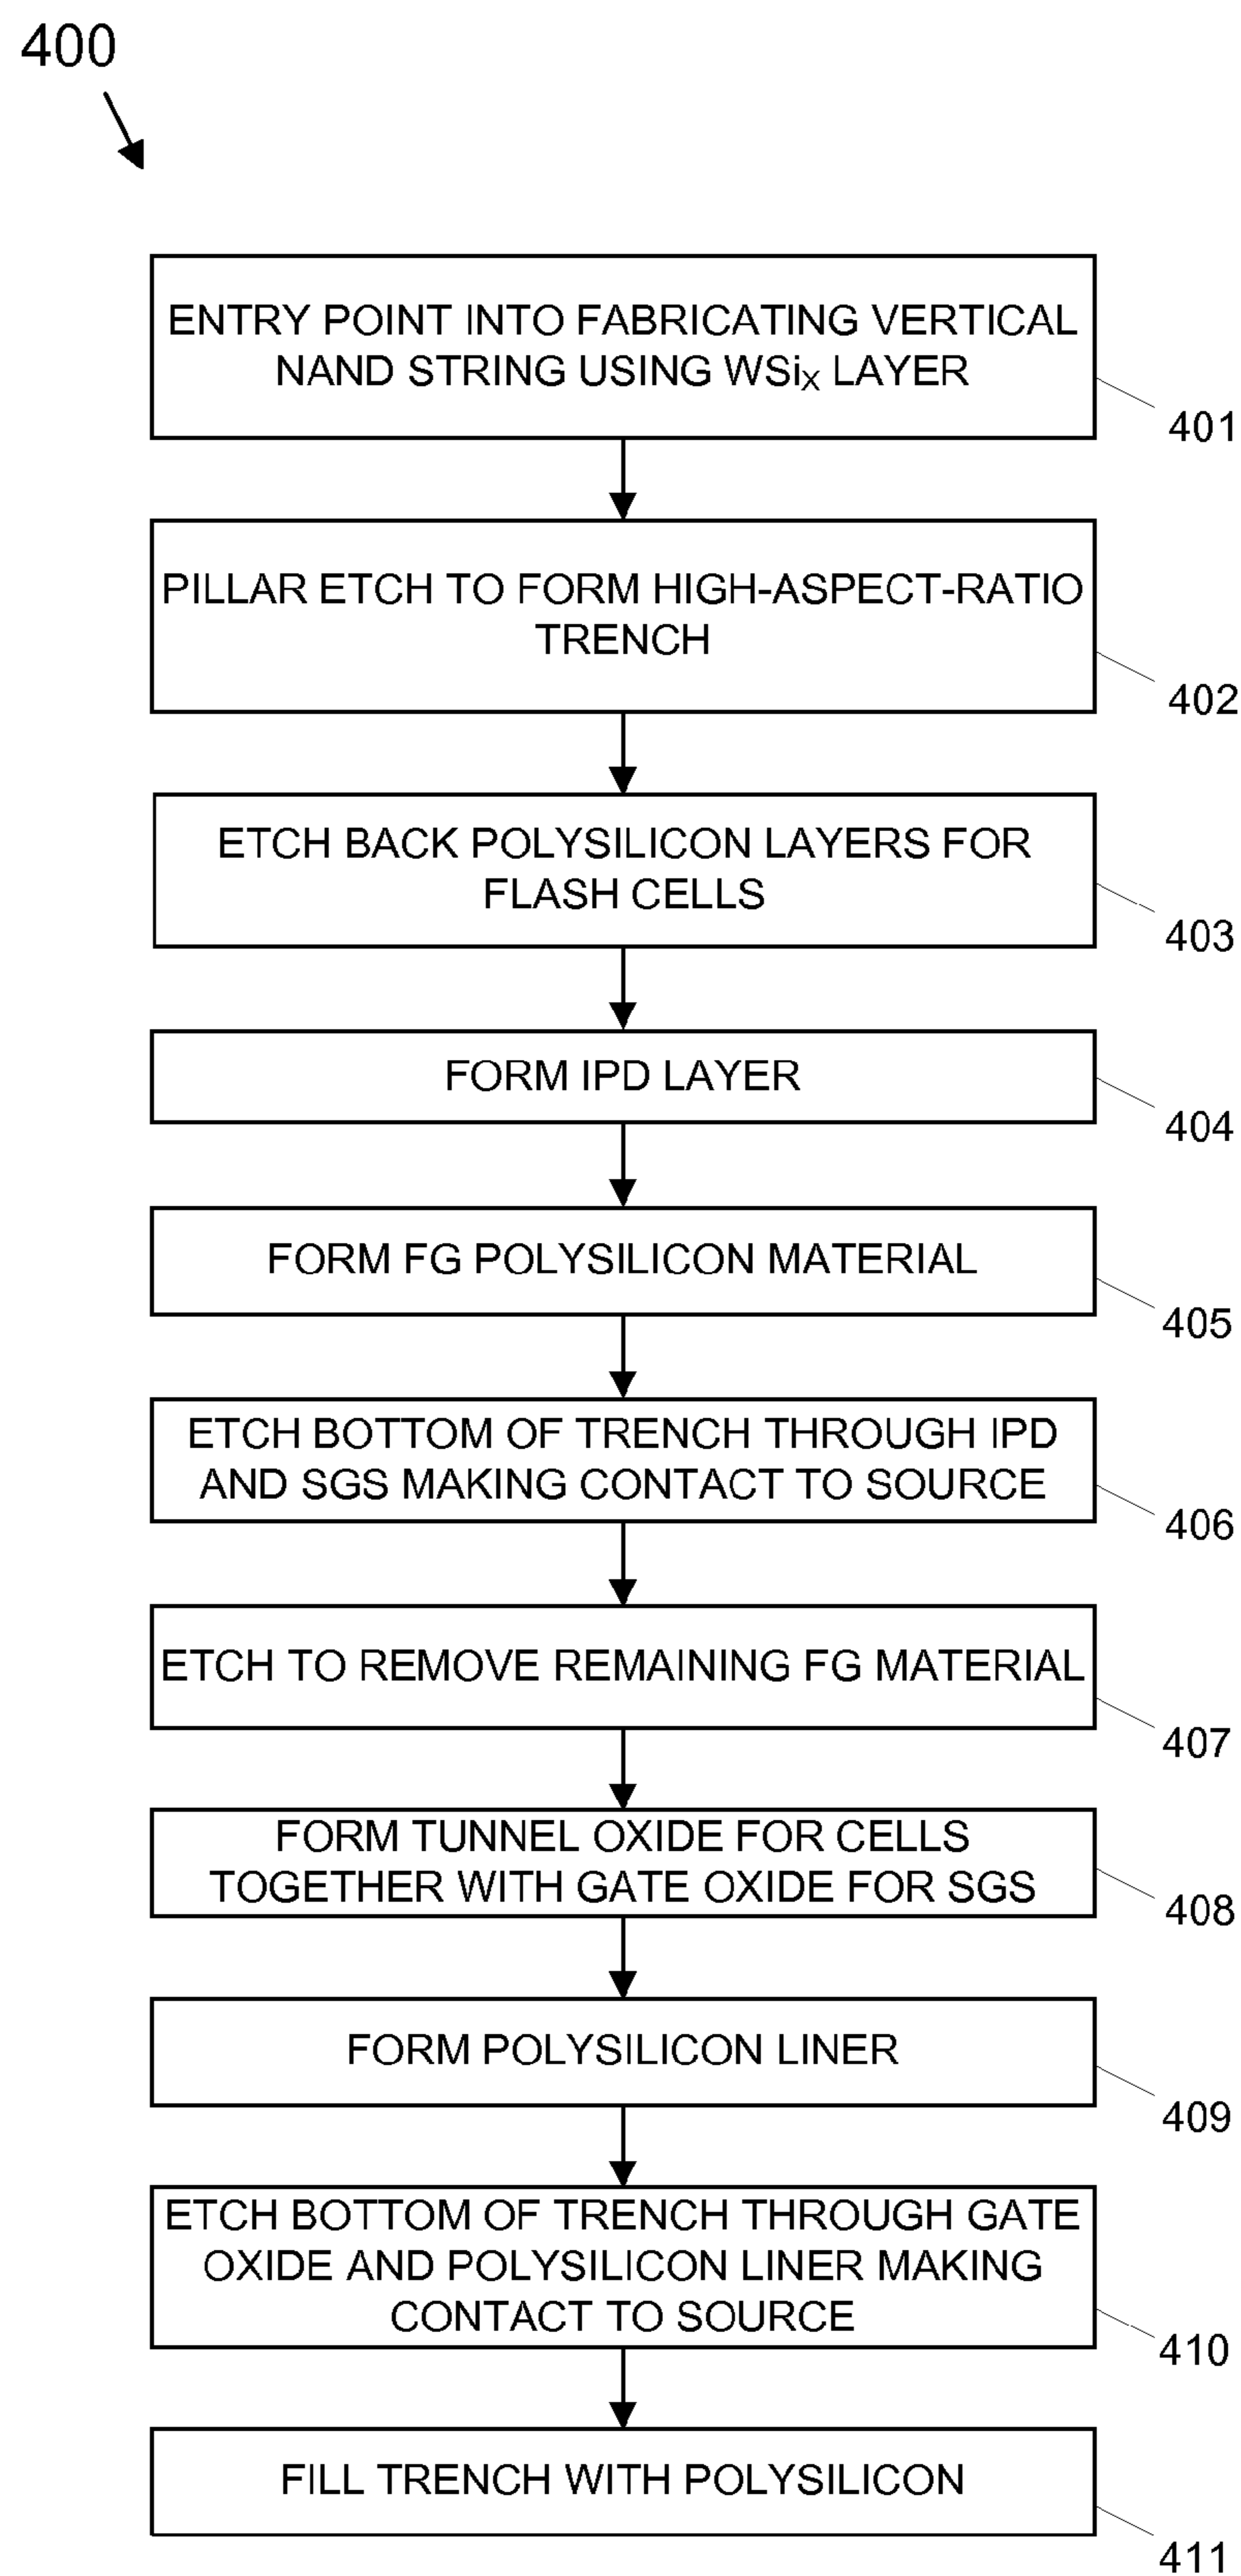 400
ENTRY POINT INTO FABRICATING VERTICAL
NAND STRING USING WSiX LAYER
401
PILLAR ETCH TO FORM HIGH-ASPECT-RATIO
TRENCH
402
ETCH BACK POLYSILICON LAYERS FOR
FLASH CELLS
403
FORM IPD LAYER
404
FORM FG POLYSILICON MATERIAL
405
ETCH BOTTOM OF TRENCH THROUGH IPD
AND SGS MAKING CONTACT TO SOURCE
406
ETCH TO REMOVE REMAINING FG MATERIAL
407
FORM TUNNEL OXIDE FOR CELLS
TOGETHER WITH GATE OXIDE FOR SGS
408
FORM POLYSILICON LINER
409
ETCH BOTTOM OF TRENCH THROUGH GATE
OXIDE AND POLYSILICON LINER MAKING
CONTACT TO SOURCE
410
FILL TRENCH WITH POLYSILICON
411